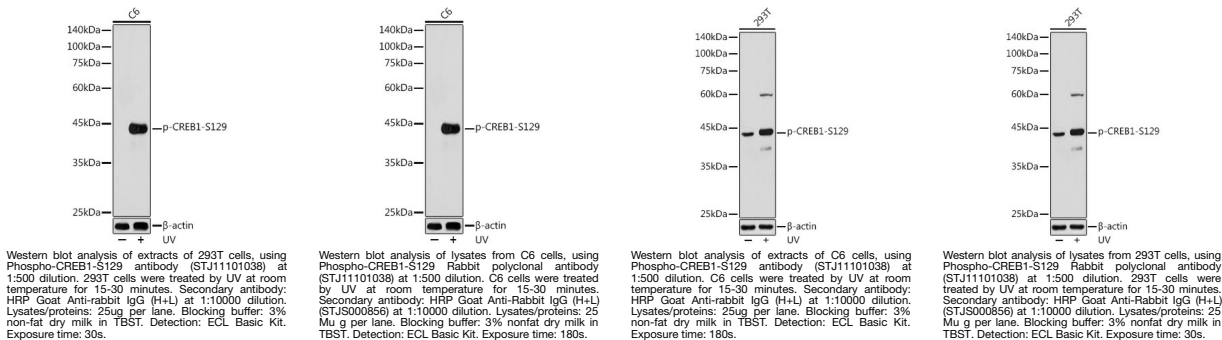 C6
140kDa
100kDa
75kDa
60kDa
45kDa
p-CREB1-S129
35kDa
25kDa
β-actin
− +
UV
Western blot analysis of extracts of 293T cells, using
Phospho-CREB1-S129 antibody (STJ11101038) at
1:500 dilution. 293T cells were treated by UV at room
temperature for 15-30 minutes. Secondary antibody:
HRP Goat Anti-rabbit IgG (H+L) at 1:10000 dilution.
Lysates/proteins: 25ug per lane. Blocking buffer: 3%
non-fat dry milk in TBST. Detection: ECL Basic Kit.
Exposure time: 30s.
C6
140kDa
100kDa
75kDa
60kDa
45kDa
p-CREB1-S129
35kDa
25kDa
β-actin
− +
UV
Western blot analysis of lysates from C6 cells, using
Phospho-CREB1-S129 Rabbit polyclonal antibody
(STJ11101038) at 1:500 dilution. C6 cells were treated
by UV at room temperature for 15-30 minutes.
Secondary antibody: HRP Goat Anti-Rabbit IgG (H+L)
(STJS000856) at 1:10000 dilution. Lysates/proteins: 25
Mu g per lane. Blocking buffer: 3% nonfat dry milk in
TBST. Detection: ECL Basic Kit. Exposure time: 180s.
293T
140kDa
100kDa
75kDa
60kDa
45kDa
p-CREB1-S129
35kDa
25kDa
β-actin
− +
UV
Western blot analysis of extracts of C6 cells, using
Phospho-CREB1-S129 antibody (STJ11101038) at
1:500 dilution. C6 cells were treated by UV at room
temperature for 15-30 minutes. Secondary antibody:
HRP Goat Anti-rabbit IgG (H+L) at 1:10000 dilution.
Lysates/proteins: 25ug per lane. Blocking buffer: 3%
non-fat dry milk in TBST. Detection: ECL Basic Kit.
Exposure time: 180s.
293T
140kDa
100kDa
75kDa
60kDa
45kDa
p-CREB1-S129
35kDa
25kDa
β-actin
− +
UV
Western blot analysis of lysates from 293T cells, using
Phospho-CREB1-S129 Rabbit polyclonal antibody
(STJ11101038) at 1:500 dilution. 293T cells were
treated by UV at room temperature for 15-30 minutes.
Secondary antibody: HRP Goat Anti-Rabbit IgG (H+L)
(STJS000856) at 1:10000 dilution. Lysates/proteins: 25
Mu g per lane. Blocking buffer: 3% nonfat dry milk in
TBST. Detection: ECL Basic Kit. Exposure time: 30s.